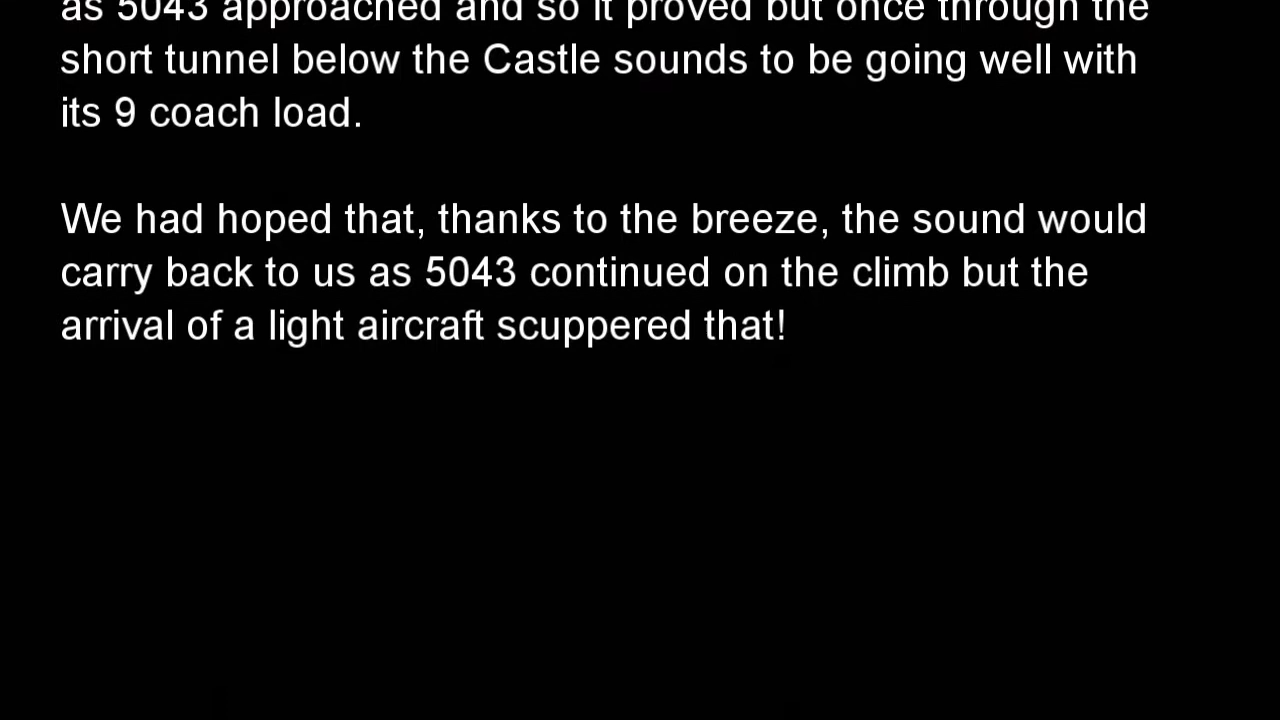 as 5043 approached and so it proved but once through the
short tunnel below the Castle sounds to be going well with
its 9 coach load.
We had hoped that, thanks to the breeze, the sound would
carry back to us as 5043 continued on the climb but the
arrival of a light aircraft scuppered that!